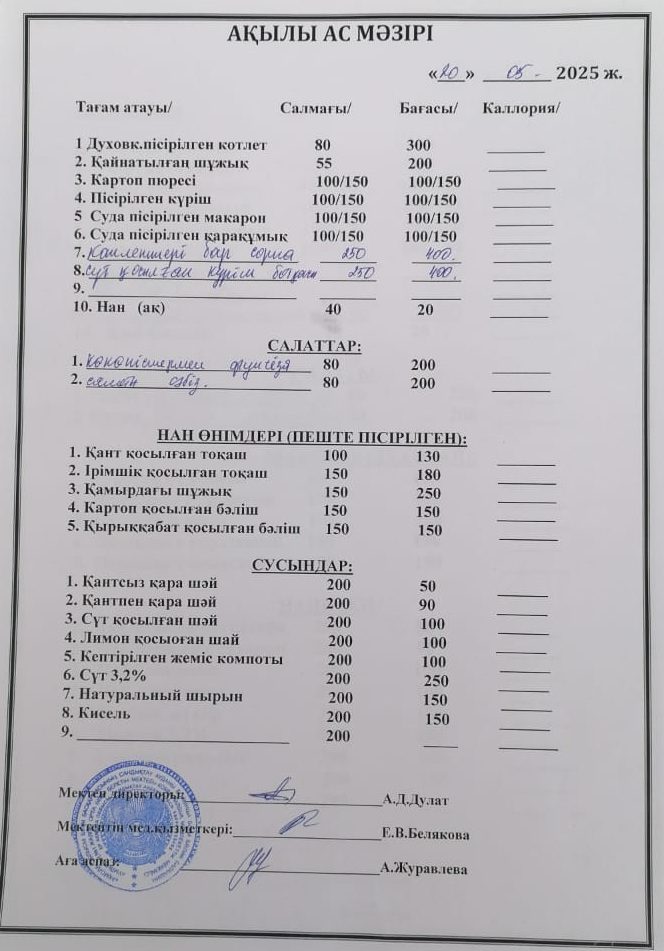 АҚЫЛЫ АС МӘЗІРІ
«20» 05 2025 ж.
Тағам атауы/ Салмағы/ Бағасы/ Каллория/
1 Духовк.пісірілген котлет 80 300
2. Қайнатылғаң шұжық 55 200
3. Картоп пюресі 100/150 100/150
4. Пісірілген күріш 100/150 100/150
5 Суда пісірілген макарон 100/150 100/150
6. Суда пісірілген қарақұмық 100/150 100/150
7. бар сорпа 250 400.
8. сүт қосылған күріш 250 400.
9.
10. Нан (ақ) 40 20
САЛАТТАР:
1. көкөністермен фунчёза 80 200
2. 80 200
НАН ӨНІМДЕРІ (ПЕШТЕ ПІСІРІЛГЕН):
1. Қант қосылған тоқаш 100 130
2. Ірімшік қосылған тоқаш 150 180
3. Қамырдағы шұжық 150 250
4. Картоп қосылған бәліш 150 150
5. Қырыққабат қосылған бәліш 150 150
СУСЫНДАР:
1. Қантсыз қара шәй 200 50
2. Қантпен қара шәй 200 90
3. Сүт қосылған шәй 200 100
4. Лимон қосыоған шай 200 100
5. Кептірілген жеміс компоты 200 100
6. Сүт 3,2% 200 250
7. Натуральный шырын 200 150
8. Кисель 200 150
9. 200
Мектеп директоры: А.Д.Дулат
Мектептің мед.қызметкері: Е.В.Белякова
Аға аспаз: А.Журавлева